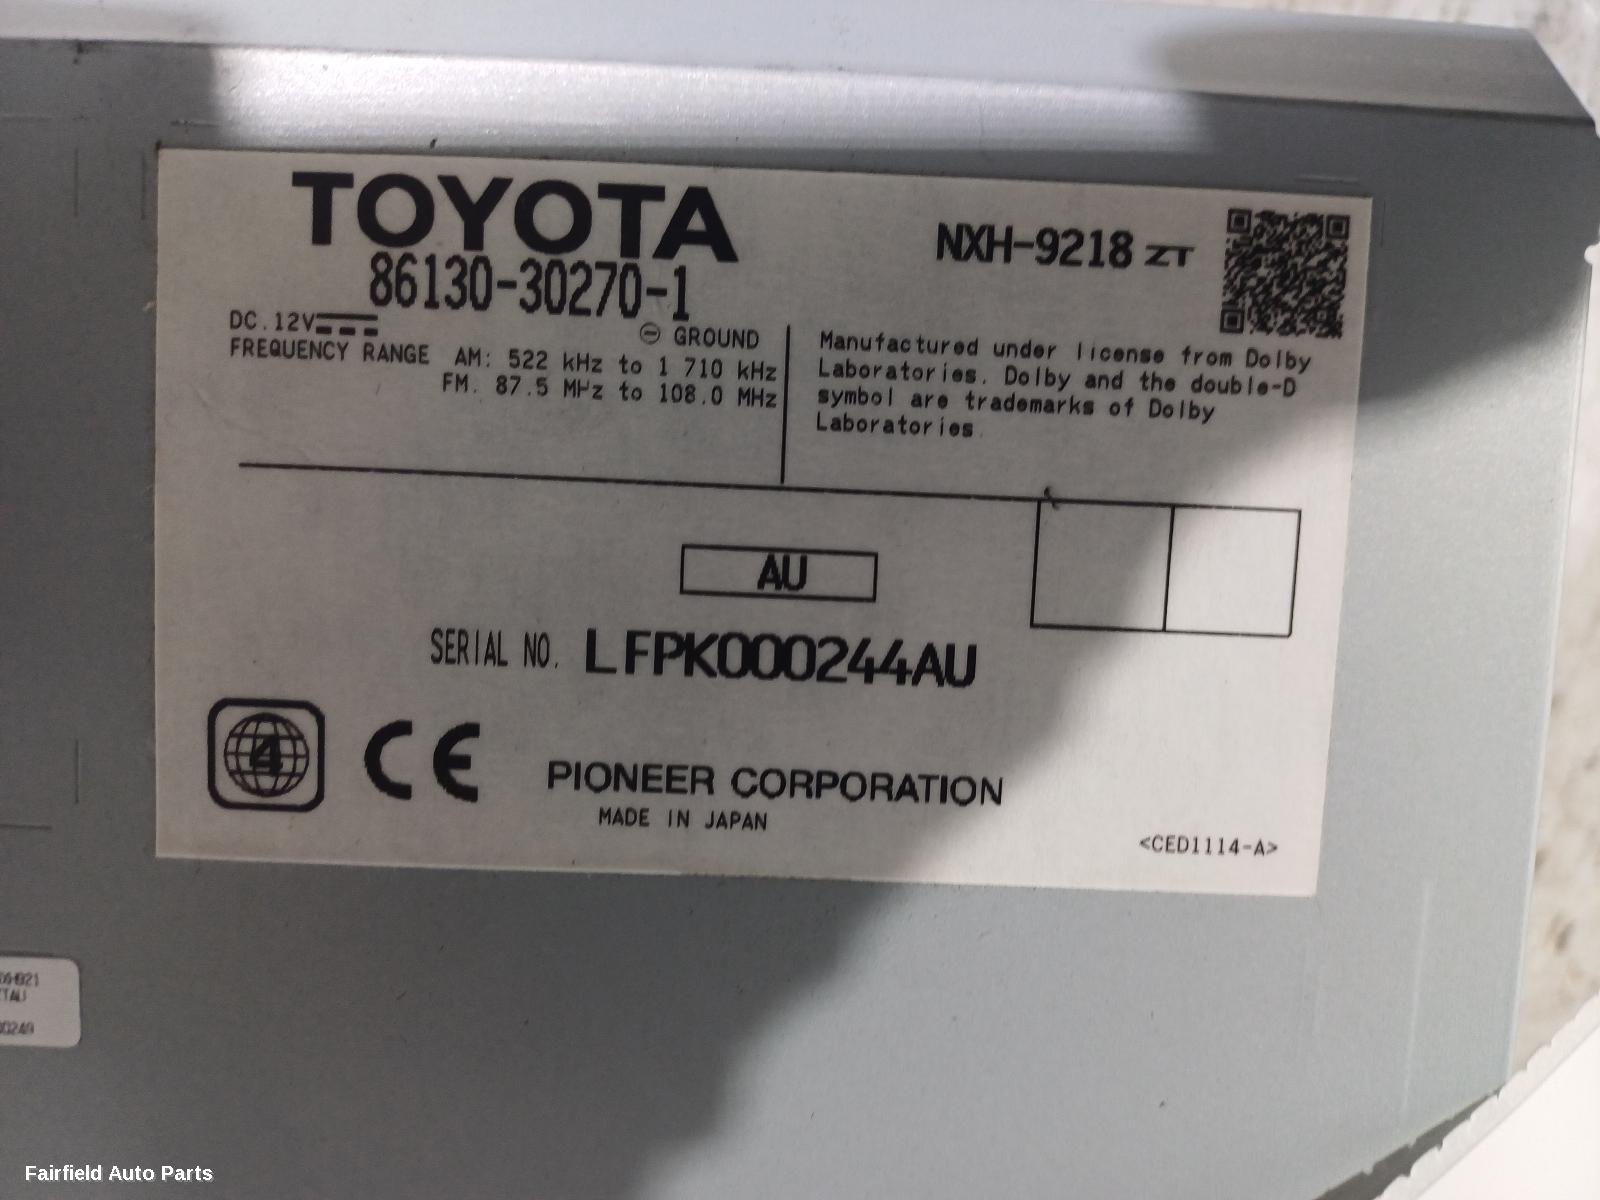 TOYOTA
86130-30270-1
NXH-9218 ZT
DC.12V
⊖ GROUND
FREQUENCY RANGE AM: 522 kHz to 1 710 kHz
FM. 87.5 MHz to 108.0 MHz
Manufactured under license from Dolby
Laboratories. Dolby and the double-D
symbol are trademarks of Dolby
Laboratories.
AU
SERIAL NO. LFPK000244AU
4
CE
PIONEER CORPORATION
MADE IN JAPAN
<CED1114-A>
Fairfield Auto Parts